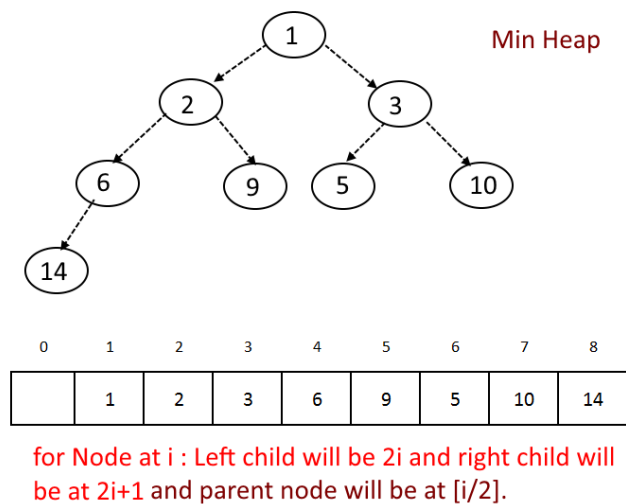 1
Min Heap
2
3
6
9
5
10
14
0 1 2 3 4 5 6 7 8
1 2 3 6 9 5 10 14
for Node at i : Left child will be 2i and right child will
be at 2i+1 and parent node will be at [i/2].